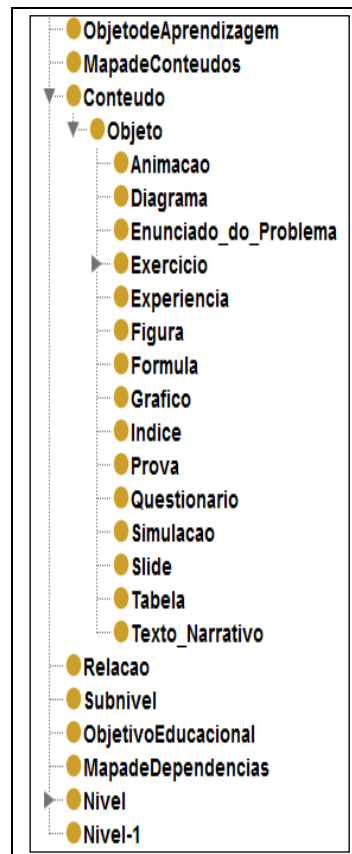 ObjetodeAprendizagem
MapadeConteudos
Conteudo
Objeto
Animacao
Diagrama
Enunciado_do_Problema
Exercicio
Experiencia
Figura
Formula
Grafico
Indice
Prova
Questionario
Simulacao
Slide
Tabela
Texto_Narrativo
Relacao
Subnivel
ObjetivoEducacional
MapadeDependencias
Nivel
Nivel-1